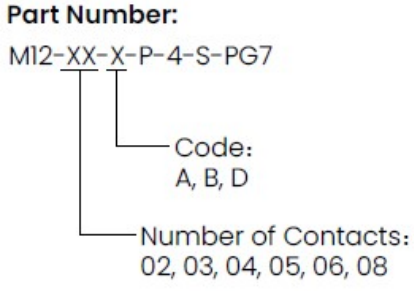 Part Number:
M12-XX-X-P-4-S-PG7
Code:
A, B, D
Number of Contacts:
02, 03, 04, 05, 06, 08